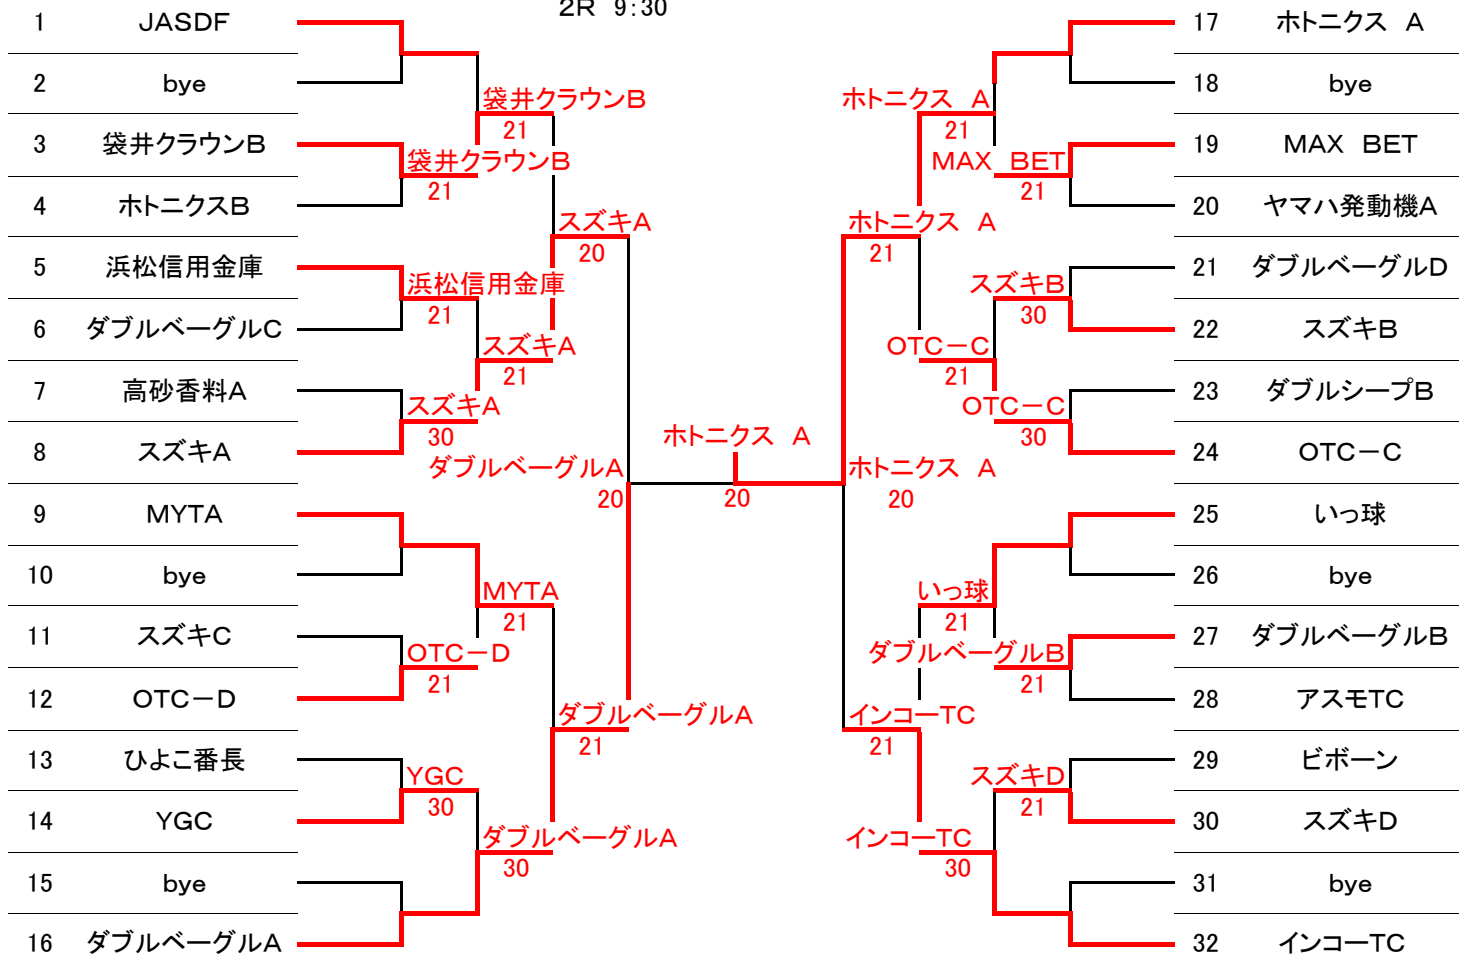 2R 9:30
1 JASDF
2 bye
3 袋井クラウンB
4 ホトニクスB
5 浜松信用金庫
6 ダブルベーグルC
7 高砂香料A
8 スズキA
9 MYTA
10 bye
11 スズキC
12 OTC－D
13 ひよこ番長
14 YGC
15 bye
16 ダブルベーグルA
袋井クラウンB
21
袋井クラウンB
21
浜松信用金庫
21
スズキA
21
スズキA
30
スズキA
20
MYTA
21
OTC－D
21
YGC
30
ダブルベーグルA
30
ダブルベーグルA
21
ダブルベーグルA
20
ホトニクス A
20
ホトニクス A
20
ホトニクス A
21
ホトニクス A
21
MAX BET
21
スズキB
30
OTC－C
21
OTC－C
30
いっ球
21
ダブルベーグルB
21
インコーTC
21
スズキD
21
インコーTC
30
17 ホトニクス A
18 bye
19 MAX BET
20 ヤマハ発動機A
21 ダブルベーグルD
22 スズキB
23 ダブルシープB
24 OTC－C
25 いっ球
26 bye
27 ダブルベーグルB
28 アスモTC
29 ビボーン
30 スズキD
31 bye
32 インコーTC